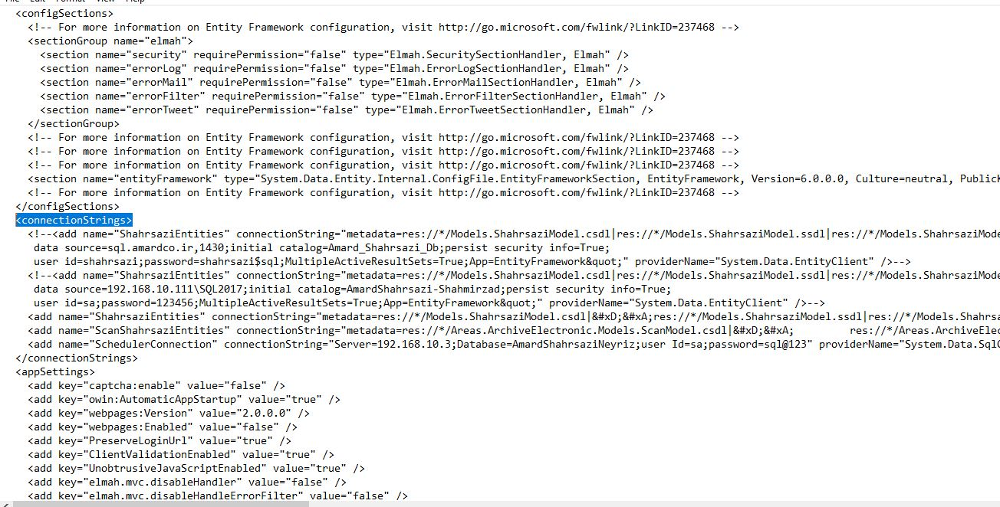 <configSections>
<!-- For more information on Entity Framework configuration, visit http://go.microsoft.com/fwlink/?LinkID=237468 -->
<sectionGroup name="elmah">
<section name="security" requirePermission="false" type="Elmah.SecuritySectionHandler, Elmah" />
<section name="errorLog" requirePermission="false" type="Elmah.ErrorLogSectionHandler, Elmah" />
<section name="errorMail" requirePermission="false" type="Elmah.ErrorMailSectionHandler, Elmah" />
<section name="errorFilter" requirePermission="false" type="Elmah.ErrorFilterSectionHandler, Elmah" />
<section name="errorTweet" requirePermission="false" type="Elmah.ErrorTweetSectionHandler, Elmah" />
</sectionGroup>
<!-- For more information on Entity Framework configuration, visit http://go.microsoft.com/fwlink/?LinkID=237468 -->
<!-- For more information on Entity Framework configuration, visit http://go.microsoft.com/fwlink/?LinkID=237468 -->
<!-- For more information on Entity Framework configuration, visit http://go.microsoft.com/fwlink/?LinkID=237468 -->
<section name="entityFramework" type="System.Data.Entity.Internal.ConfigFile.EntityFrameworkSection, EntityFramework, Version=6.0.0.0, Culture=neutral, Public
<!-- For more information on Entity Framework configuration, visit http://go.microsoft.com/fwlink/?LinkID=237468 -->
</configSections>
<connectionStrings>
<!--<add name="ShahrsaziEntities" connectionString="metadata=res://*/Models.ShahrsaziModel.csdl|res://*/Models.ShahrsaziModel.ssdl|res://*/Models.ShahrsaziMode
data source=sql.amardco.ir,1430;initial catalog=Amard_Shahrsazi_Db;persist security info=True;
user id=shahrsazi;password=shahrsazi$sql;MultipleActiveResultSets=True;App=EntityFramework&quot;" providerName="System.Data.EntityClient" />-->
<!--<add name="ShahrsaziEntities" connectionString="metadata=res://*/Models.ShahrsaziModel.csdl|res://*/Models.ShahrsaziModel.ssdl|res://*/Models.ShahrsaziMode
data source=192.168.10.111\SQL2017;initial catalog=AmardShahrsazi-Shahmirzad;persist security info=True;
user id=sa;password=123456;MultipleActiveResultSets=True;App=EntityFramework&quot;" providerName="System.Data.EntityClient" />-->
<add name="ShahrsaziEntities" connectionString="metadata=res://*/Models.ShahrsaziModel.csdl|&#xD;&#xA;res://*/Models.ShahrsaziModel.ssdl|res://*/Models.Shahrsa
<add name="ScanShahrsaziEntities" connectionString="metadata=res://*/Areas.ArchiveElectronic.Models.ScanModel.csdl|&#xD;&#xA; res://*/Areas.ArchiveElec
<add name="SchedulerConnection" connectionString="Server=192.168.10.3;Database=AmardShahrsaziNeyriz;user Id=sa;password=sql@123" providerName="System.Data.SqlC
</connectionStrings>
<appSettings>
<add key="captcha:enable" value="false" />
<add key="owin:AutomaticAppStartup" value="true" />
<add key="webpages:Version" value="2.0.0.0" />
<add key="webpages:Enabled" value="false" />
<add key="PreserveLoginUrl" value="true" />
<add key="ClientValidationEnabled" value="true" />
<add key="UnobtrusiveJavaScriptEnabled" value="true" />
<add key="elmah.mvc.disableHandler" value="false" />
<add key="elmah.mvc.disableHandleErrorFilter" value="false" />